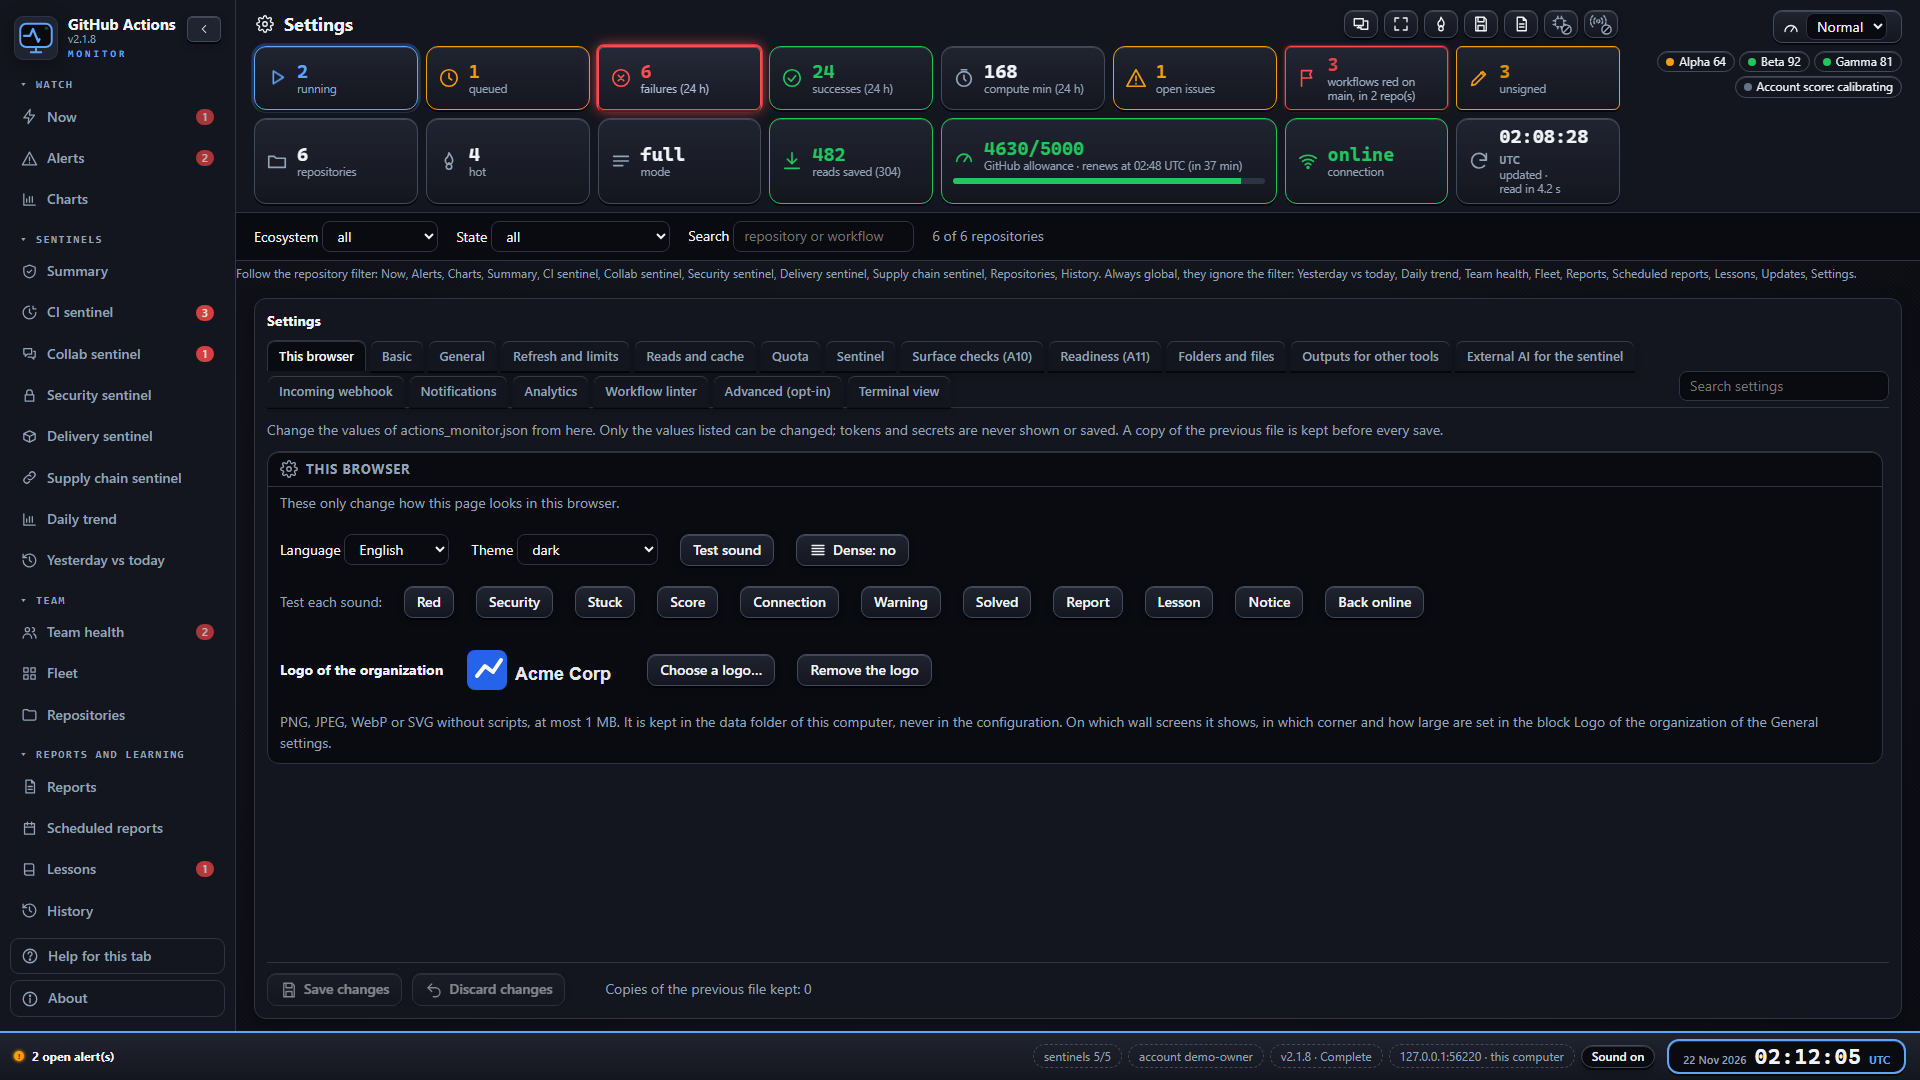 GitHub Actions
v2.1.8
MONITOR
WATCH
Now 1
Alerts 2
Charts
SENTINELS
Summary
CI sentinel 3
Collab sentinel 1
Security sentinel
Delivery sentinel
Supply chain sentinel
Daily trend
Yesterday vs today
TEAM
Team health 2
Fleet
Repositories
REPORTS AND LEARNING
Reports
Scheduled reports
Lessons 1
History
Help for this tab
About
Settings
Normal
2
running
1
queued
6
failures (24 h)
24
successes (24 h)
168
compute min (24 h)
1
open issues
3
workflows red on
main, in 2 repo(s)
3
unsigned
Alpha 64 Beta 92 Gamma 81
Account score: calibrating
6
repositories
4
hot
full
mode
482
reads saved (304)
4630/5000
GitHub allowance · renews at 02:48 UTC (in 37 min)
online
connection
02:08:28
UTC
updated ·
read in 4.2 s
Ecosystem all State all Search repository or workflow 6 of 6 repositories
Follow the repository filter: Now, Alerts, Charts, Summary, CI sentinel, Collab sentinel, Security sentinel, Delivery sentinel, Supply chain sentinel, Repositories, History. Always global, they ignore the filter: Yesterday vs today, Daily trend, Team health, Fleet, Reports, Scheduled reports, Lessons, Updates, Settings.
Settings
This browser Basic General Refresh and limits Reads and cache Quota Sentinel Surface checks (A10) Readiness (A11) Folders and files Outputs for other tools External AI for the sentinel
Incoming webhook Notifications Analytics Workflow linter Advanced (opt-in) Terminal view Search settings
Change the values of actions_monitor.json from here. Only the values listed can be changed; tokens and secrets are never shown or saved. A copy of the previous file is kept before every save.
THIS BROWSER
These only change how this page looks in this browser.
Language English Theme dark Test sound Dense: no
Test each sound: Red Security Stuck Score Connection Warning Solved Report Lesson Notice Back online
Logo of the organization Acme Corp Choose a logo... Remove the logo
PNG, JPEG, WebP or SVG without scripts, at most 1 MB. It is kept in the data folder of this computer, never in the configuration. On which wall screens it shows, in which corner and how large are set in the block Logo of the organization of the General
settings.
Save changes Discard changes Copies of the previous file kept: 0
2 open alert(s)
sentinels 5/5 account demo-owner v2.1.8 · Complete 127.0.0.1:56220 · this computer Sound on 22 Nov 2026 02:12:05 UTC